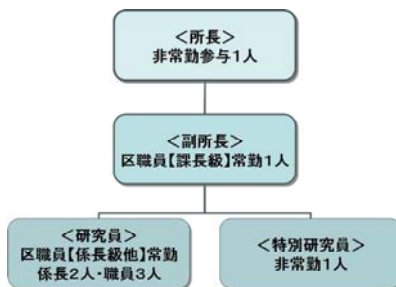 ＜所長＞
非常勤参与1人
＜副所長＞
区職員【課長級】常勤1人
＜研究員＞
区職員【係長級他】常勤
係長2人・職員3人
＜特別研究員＞
非常勤1人